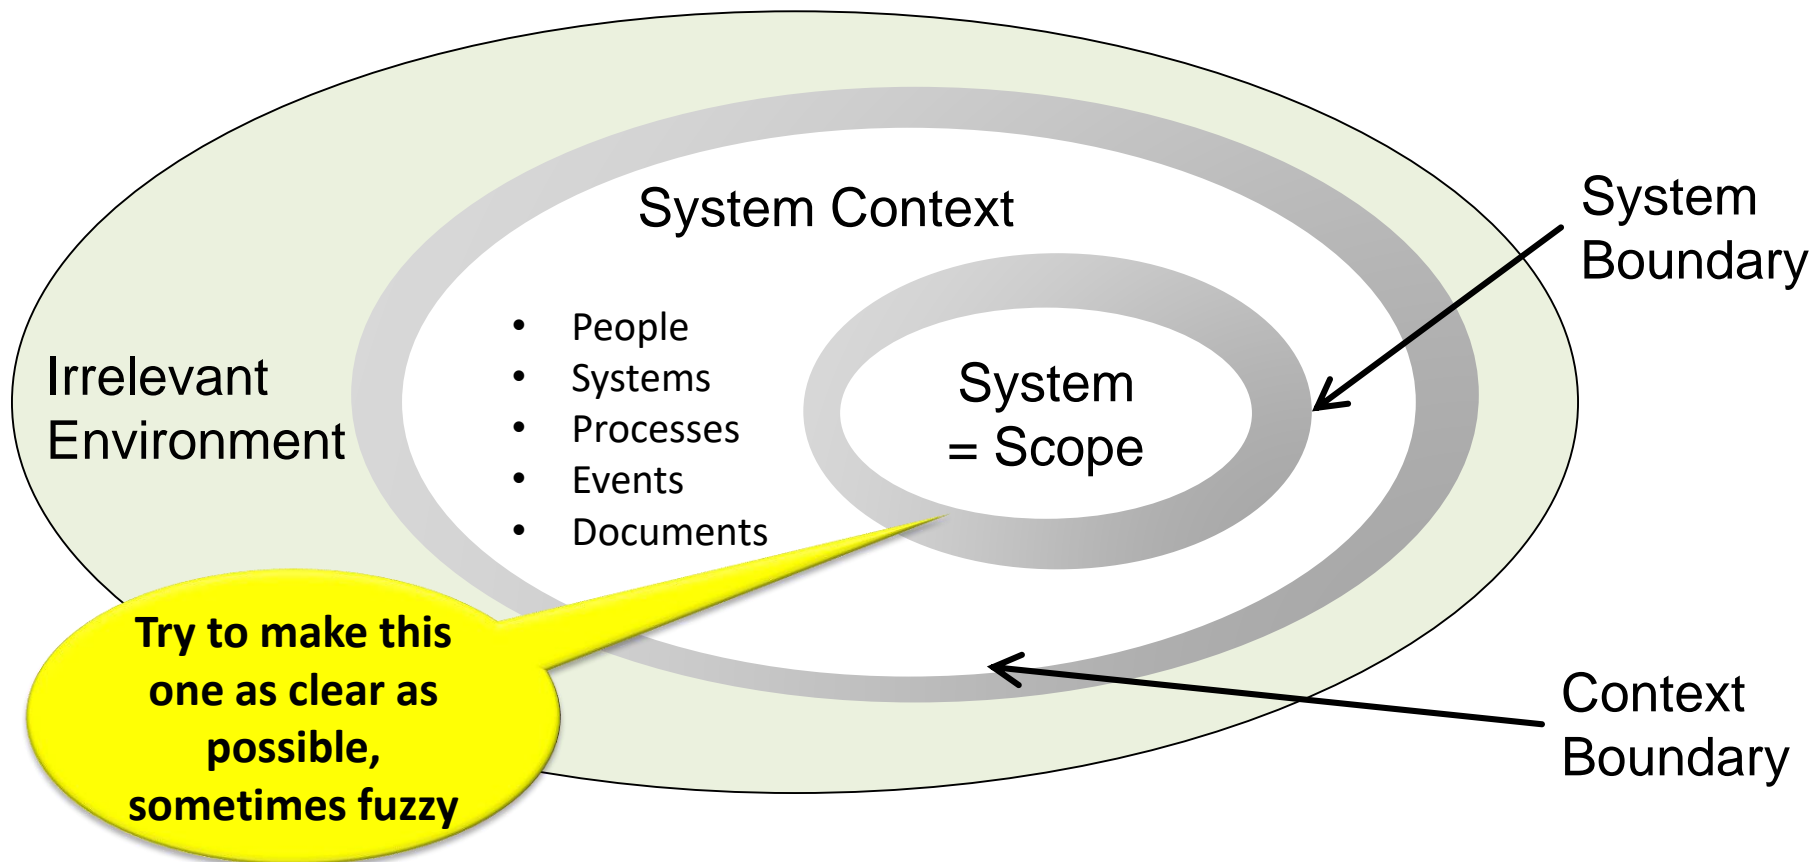 System Context
System
Boundary
• People
• Systems
• Processes
• Events
• Documents
Irrelevant
Environment
System
= Scope
Try to make this
one as clear as
possible,
sometimes fuzzy
Context
Boundary